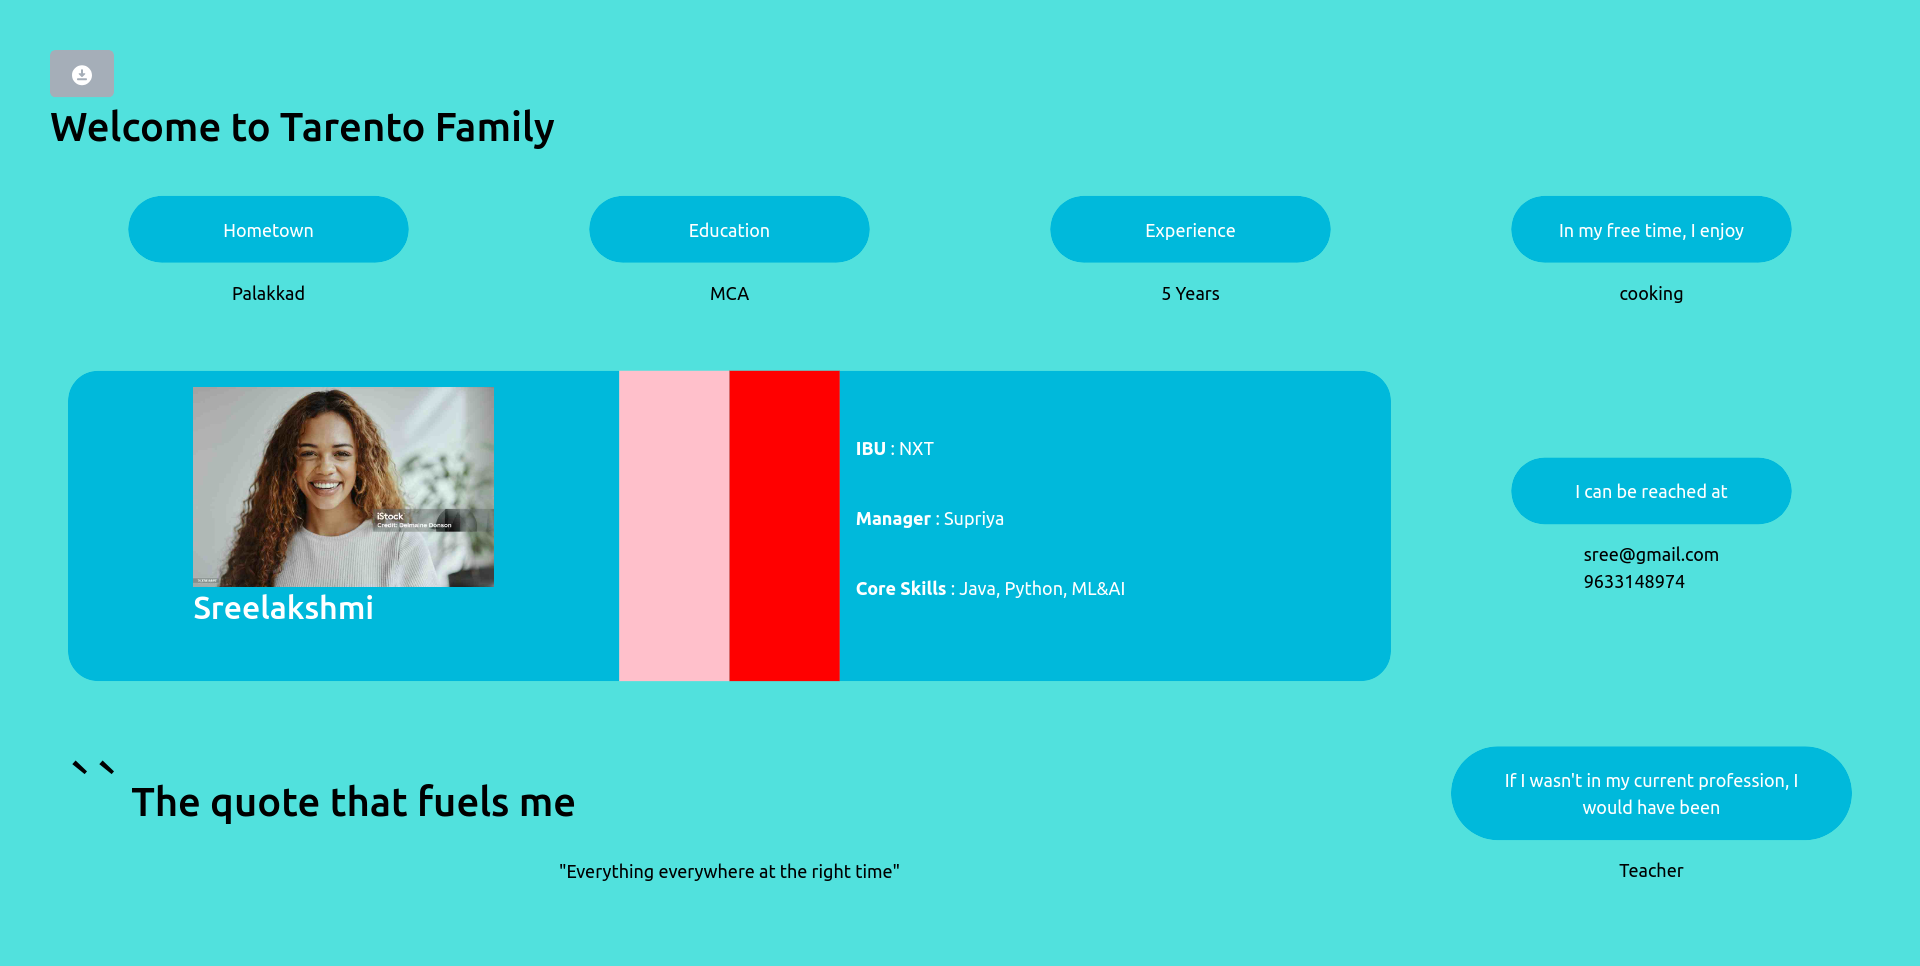 Welcome to Tarento Family
Hometown
Education
Experience
In my free time, I enjoy
Palakkad
MCA
5 Years
cooking
iStock
Credit: Delmaine Donson
Sreelakshmi
IBU : NXT
Manager : Supriya
Core Skills : Java, Python, ML&AI
I can be reached at
sree@gmail.com
9633148974
`` The quote that fuels me
"Everything everywhere at the right time"
If I wasn't in my current profession, I
would have been
Teacher